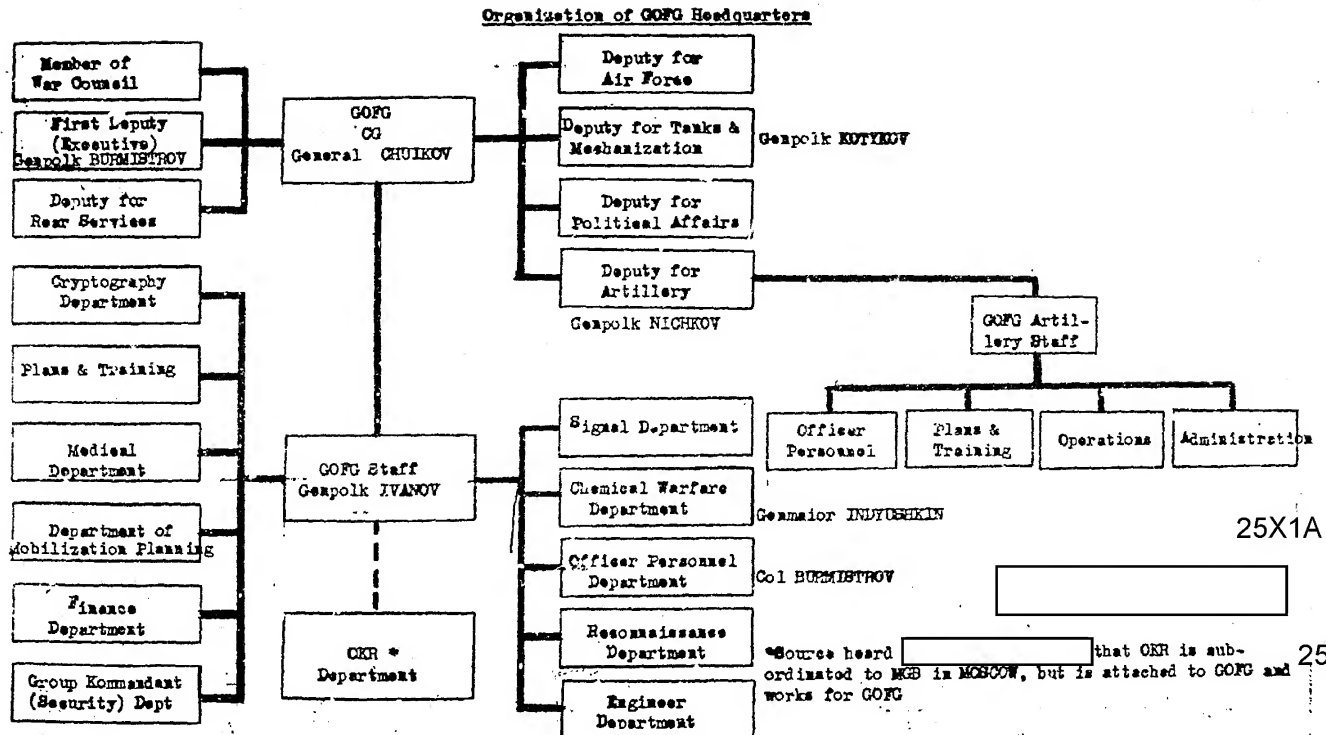 Organization of GOFG Headquarters
Member of
War Council
First Deputy
(Executive)
Genpolk BURMISTROV
Deputy for
Rear Services
GOFG
CG
General CHUIKOV
Deputy for
Air Force
Deputy for Tanks &
Mechanization
Genpolk KOTYKOV
Deputy for
Political Affairs
Deputy for
Artillery
Genpolk NICHKOV
GOFG Artil-
lery Staff
Officer
Personnel
Plans &
Training
Operations
Administration
Cryptography
Department
Plans & Training
Medical
Department
Department of
Mobilization Planning
Finance
Department
Group Kommandant
(Security) Dept
GOFG Staff
Genpolk IVANOV
OKR *
Department
Signal Department
Chemical Warfare
Department
Genmaior INDYUSHKIN
Officer Personnel
Department
Col BURMISTROV
Reconnaissance
Department
Engineer
Department
25X1A
*Source heard that OKR is sub-
ordinated to MGB in MOSCOW, but is attached to GOFG and
works for GOFG
25